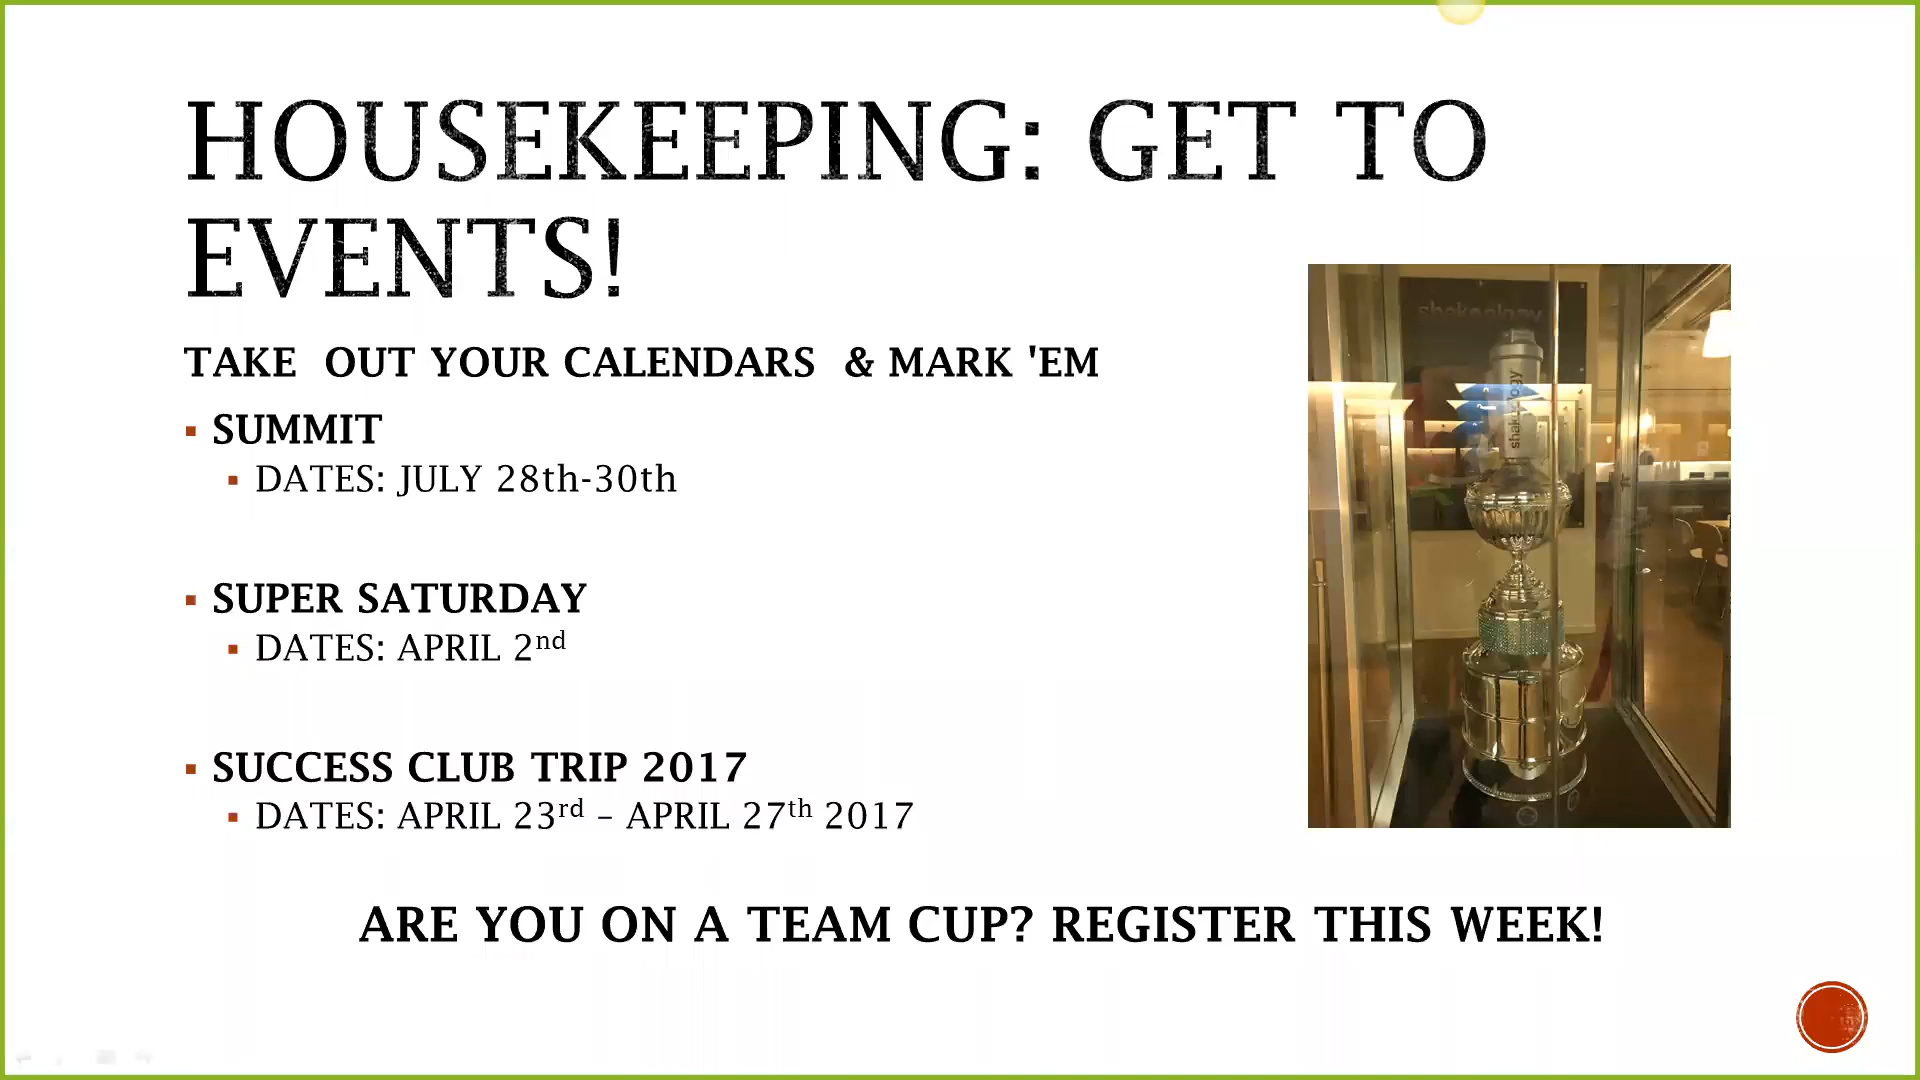 HOUSEKEEPING: GET TO
EVENTS!
TAKE OUT YOUR CALENDARS & MARK 'EM
SUMMIT
DATES: JULY 28th-30th
SUPER SATURDAY
DATES: APRIL 2nd
SUCCESS CLUB TRIP 2017
DATES: APRIL 23rd – APRIL 27th 2017
shakeology
shakeology
ARE YOU ON A TEAM CUP? REGISTER THIS WEEK!